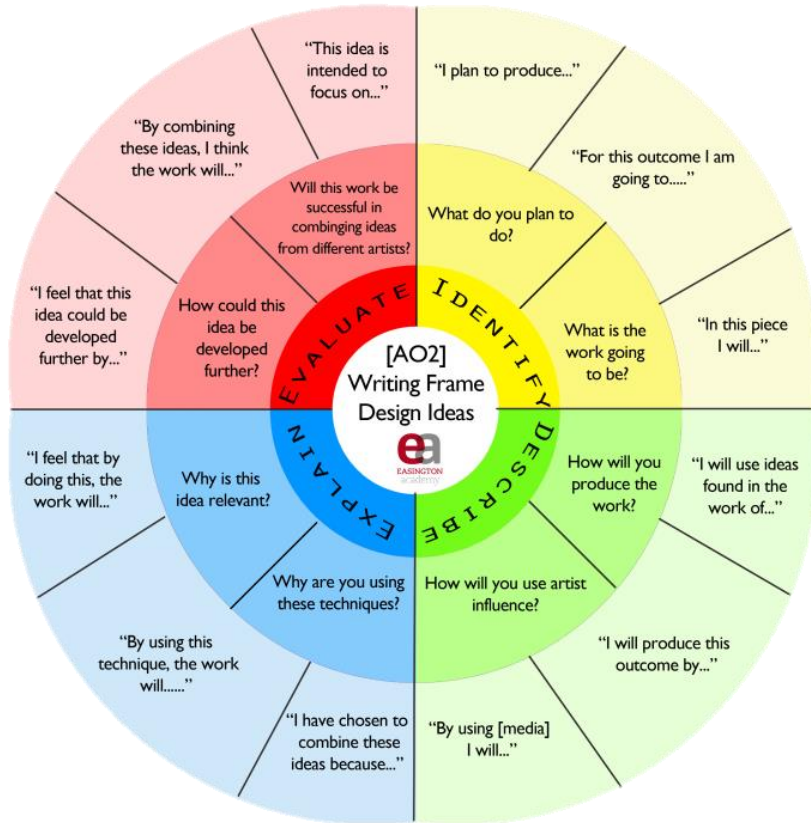 [AO2]
Writing Frame
Design Ideas
ea
EASINGTON
academy
IDENTIFY
What do you plan to
do?
What is the
work going
to be?
“I plan to produce...”
“For this outcome I am
going to.....”
“In this piece
I will...”
DESCRIBE
How will you
produce the
work?
How will you use artist
influence?
“I will use ideas
found in the
work of...”
“I will produce this
outcome by...”
“By using [media]
I will...”
EXPLAIN
Why are you using
these techniques?
Why is this
idea relevant?
“I have chosen to
combine these
ideas because...”
“By using this
technique, the work
will......”
“I feel that by
doing this, the
work will...”
EVALUATE
How could this
idea be
developed
further?
Will this work be
successful in
combinging ideas
from different artists?
“I feel that this
idea could be
developed
further by...”
“By combining
these ideas, I think
the work will...”
“This idea is
intended to
focus on...”